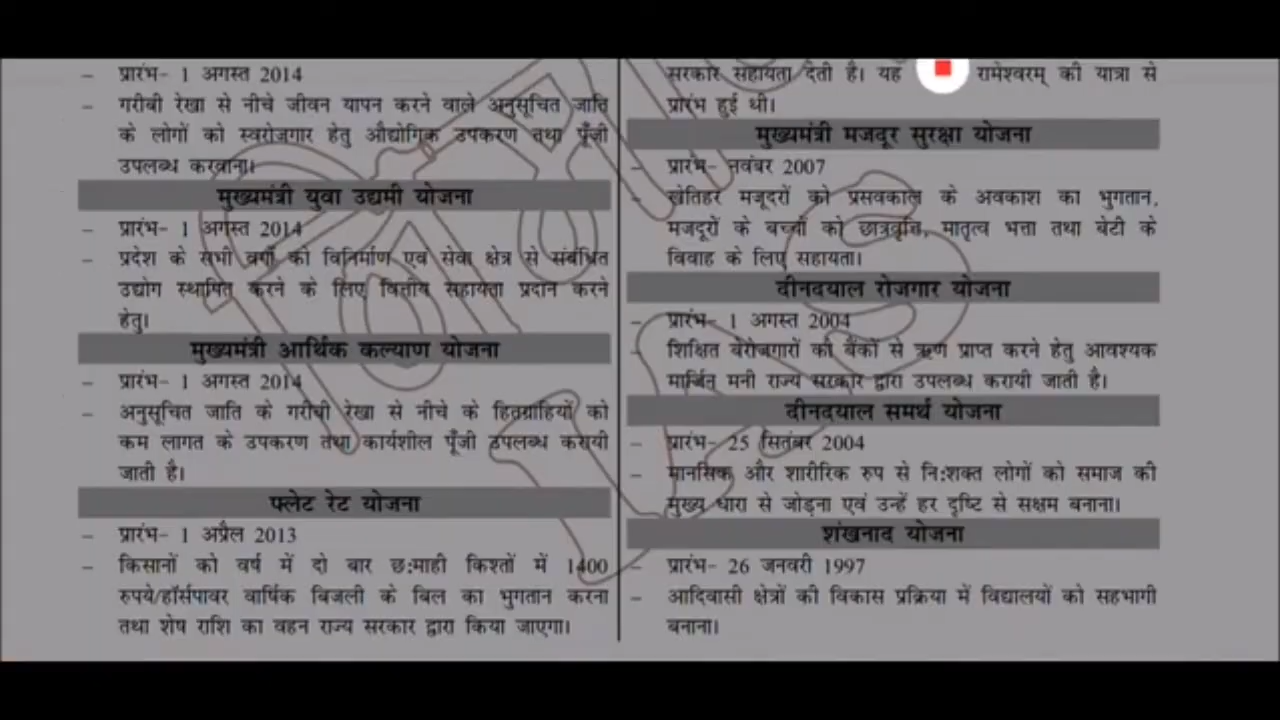 – प्रारंभ- 1 अगस्त 2014
– गरीबी रेखा से नीचे जीवन यापन करने वाले अनुसूचित जाति
के लोगों को स्वरोजगार हेतु औद्योगिक उपकरण तथा पूँजी
उपलब्ध करवाना।
मुख्यमंत्री युवा उद्यमी योजना
– प्रारंभ- 1 अगस्त 2014
– प्रदेश के सभी वर्गों को विनिर्माण एवं सेवा क्षेत्र से संबंधित
उद्योग स्थापित करने के लिए वित्तीय सहायता प्रदान करने
हेतु।
मुख्यमंत्री आर्थिक कल्याण योजना
– प्रारंभ- 1 अगस्त 2014
– अनुसूचित जाति के गरीबी रेखा से नीचे के हितग्राहियों को
कम लागत के उपकरण तथा कार्यशील पूँजी उपलब्ध करायी
जाती है।
फ्लेट रेट योजना
– प्रारंभ- 1 अप्रैल 2013
– किसानों को वर्ष में दो बार छ:माही किश्तों में 1400
रुपये/हॉर्सपावर वार्षिक बिजली के बिल का भुगतान करना
तथा शेष राशि का वहन राज्य सरकार द्वारा किया जाएगा।
सरकार सहायता देती है। यह रामेश्वरम् की यात्रा से
प्रारंभ हुई थी।
मुख्यमंत्री मजदूर सुरक्षा योजना
– प्रारंभ- नवंबर 2007
– खेतिहर मजूदरों को प्रसवकाल के अवकाश का भुगतान,
मजदूरों के बच्चों को छात्रवृत्ति, मातृत्व भत्ता तथा बेटी के
विवाह के लिए सहायता।
दीनदयाल रोजगार योजना
– प्रारंभ- 1 अगस्त 2004
– शिक्षित बेरोजगारों को बैंकों से ऋण प्राप्त करने हेतु आवश्यक
मार्जिन मनी राज्य सरकार द्वारा उपलब्ध करायी जाती है।
दीनदयाल समर्थ योजना
– प्रारंभ- 25 सितंबर 2004
– मानसिक और शारीरिक रुप से नि:शक्त लोगों को समाज की
मुख्य धारा से जोड़ना एवं उन्हें हर दृष्टि से सक्षम बनाना।
शंखनाद योजना
– प्रारंभ- 26 जनवरी 1997
– आदिवासी क्षेत्रों की विकास प्रक्रिया में विद्यालयों को सहभागी
बनाना।